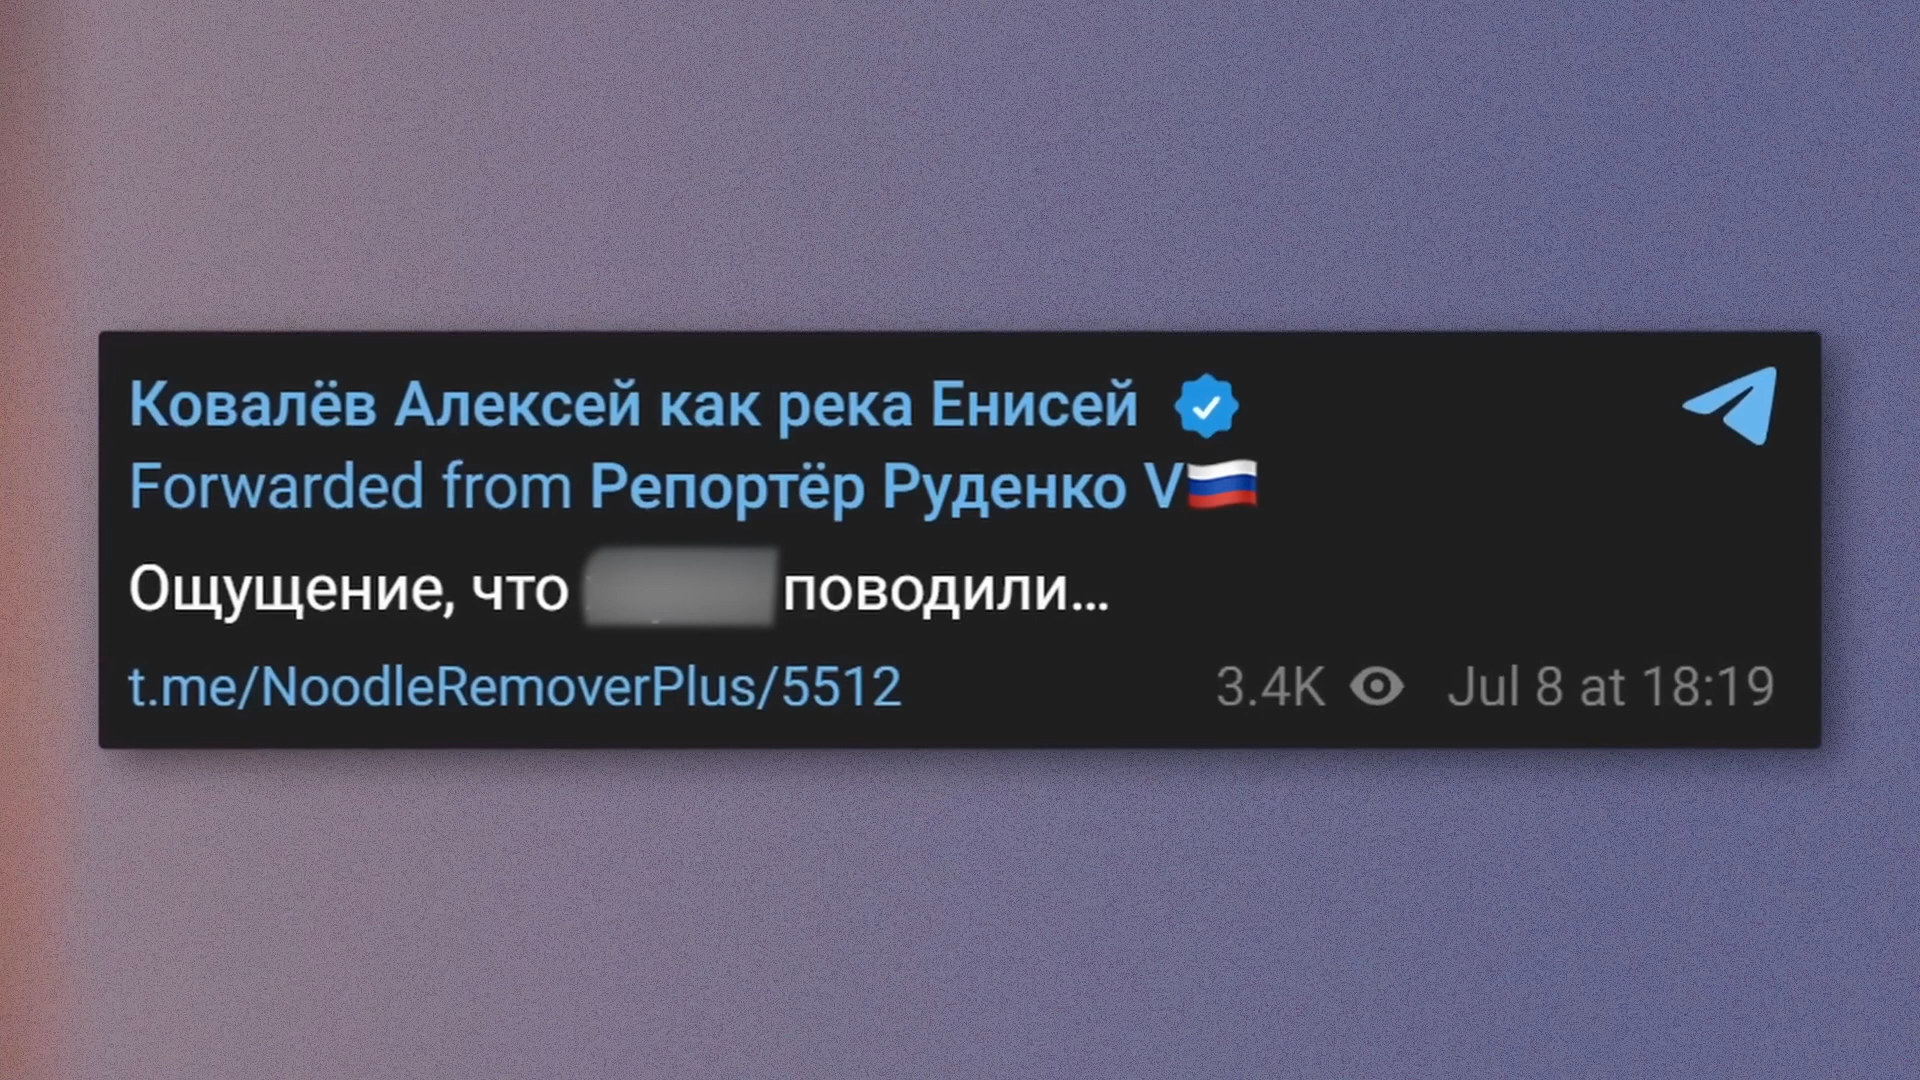 Ковалёв Алексей как река Енисей
Forwarded from Репортёр Руденко V🇷🇺
Ощущение, что поводили...
t.me/NoodleRemoverPlus/5512
3.4K Jul 8 at 18:19